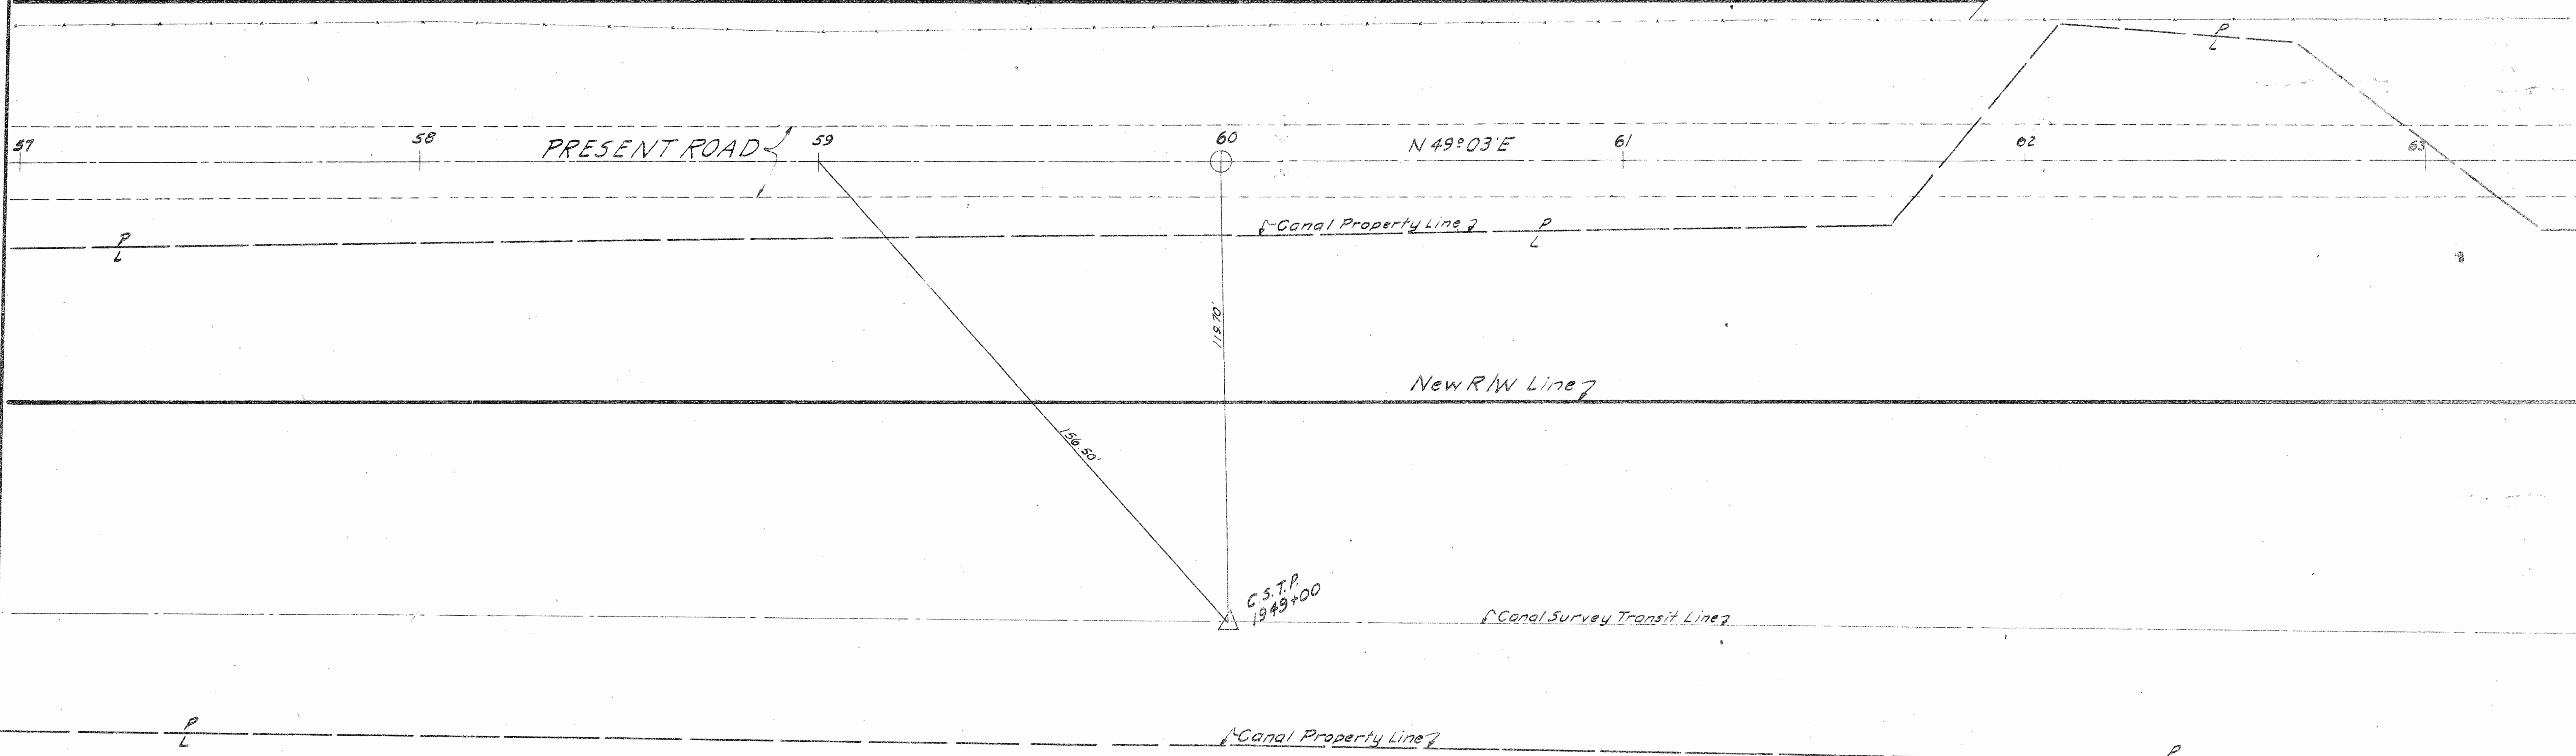 57
58
PRESENT ROAD
59
60
N 49° 03' E
61
62
63
P
L
P
L
Canal Property Line
P
L
119.70'
New R/W Line
156.50'
C.S.T.P.
1949+00
Canal Survey Transit Line
P
L
Canal Property Line
P